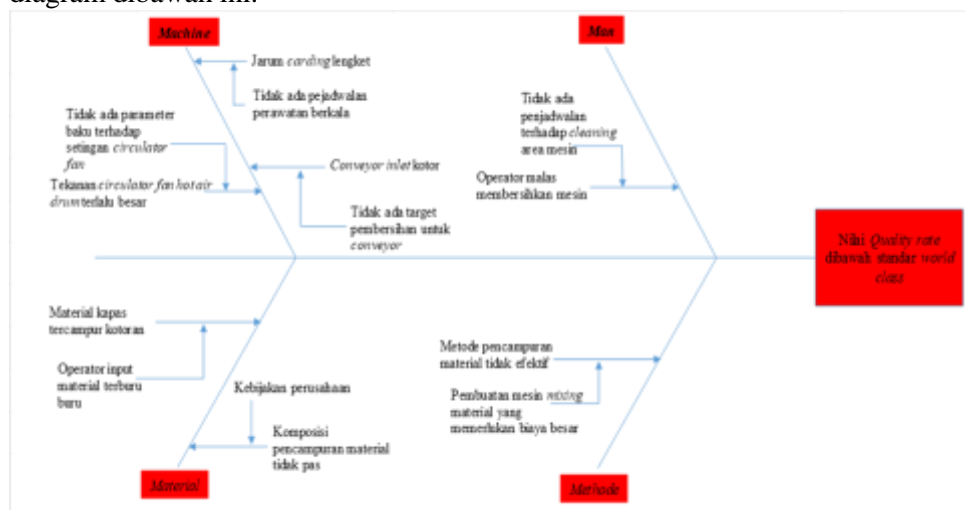 diagram dibawah ini.
Machine
Man
Jarum carding lengket
Tidak ada pejadwalan
perawatan berkala
Tidak ada parameter
baku terhadap
setingan circulator
fan
Tekanan circulator fan hot air
drum terlalu besar
Conveyor inlet kotor
Tidak ada target
pembersihan untuk
conveyor
Tidak ada
penjadwalan
terhadap cleaning
area mesin
Operator malas
membersihkan mesin
Nilai Quality rate
dibawah standar world
class
Material kapas
tercampur kotoran
Operator input
material terburu
buru
Kebijakan perusahaan
Komposisi
pencampuran material
tidak pas
Metode pencampuran
material tidak efektif
Pembuatan mesin mixing
material yang
memerlukan biaya besar
Material
Methode